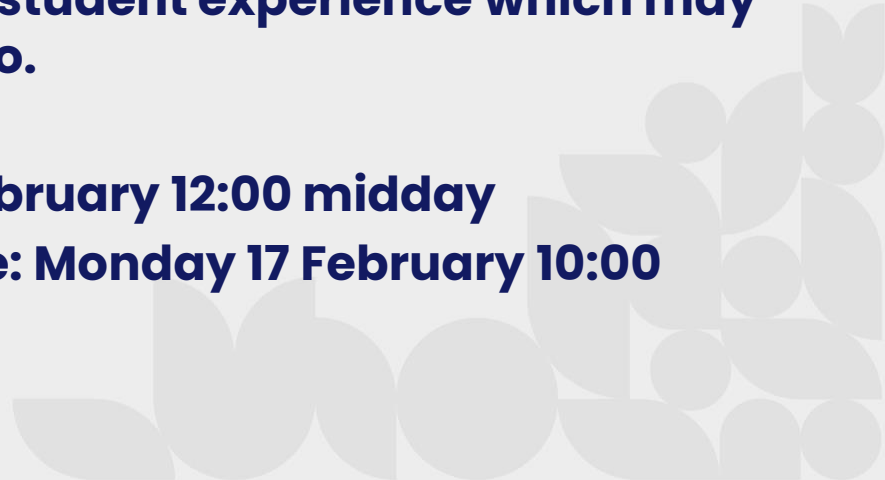 student experience which may
o.
bruary 12:00 midday
e: Monday 17 February 10:00